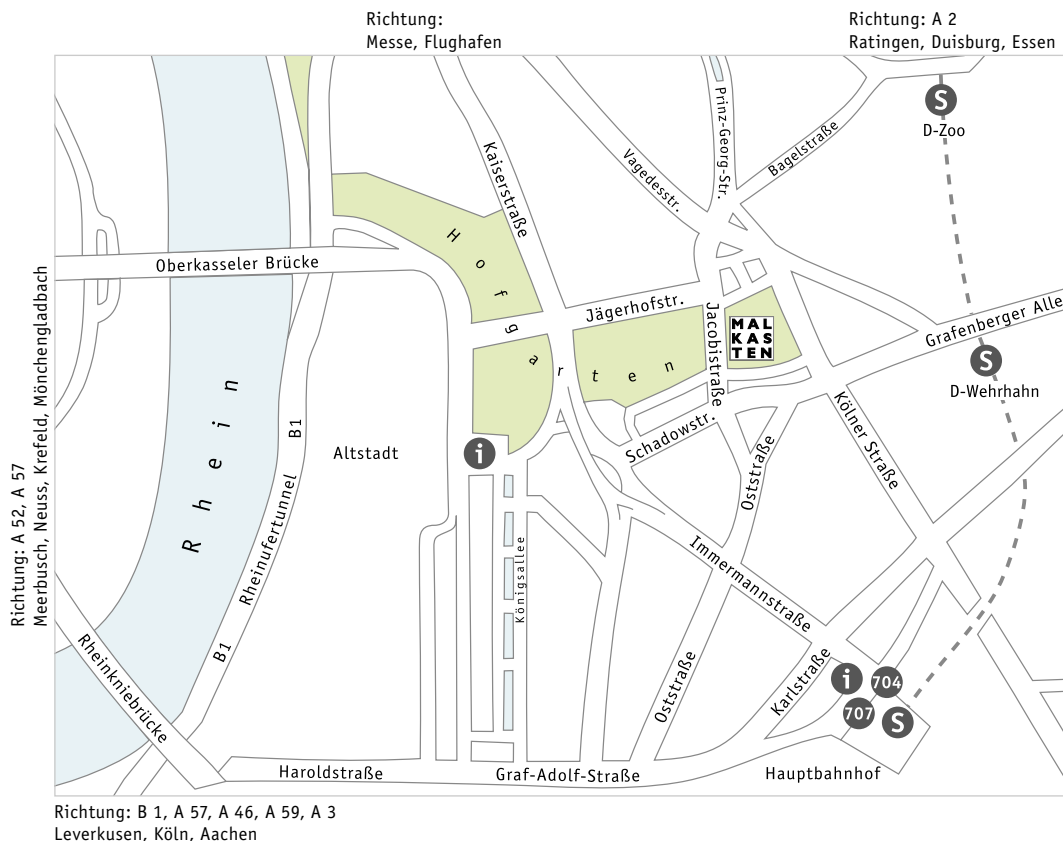 Richtung:
Messe, Flughafen
Richtung: A 2
Ratingen, Duisburg, Essen
S
D-Zoo
Prinz-Georg-Str.
Bagelstraße
Vagedesstr.
Kaiserstraße
Hofgarten
Oberkasseler Brücke
Jägerhofstr.
Jacobistraße
MAL
KAS
TEN
Grafenberger Alle
S
D-Wehrhahn
Richtung: A 52, A 57
Meerbusch, Neuss, Krefeld, Mönchengladbach
Rhein
B1
Altstadt
i
Schadowstr.
Kölner Straße
Oststraße
Rheinufertunnel
Königsallee
Immermannstraße
B1
Rheinkniebrücke
Oststraße
Karlstraße
i
704
707
S
Haroldstraße
Graf-Adolf-Straße
Hauptbahnhof
Richtung: B 1, A 57, A 46, A 59, A 3
Leverkusen, Köln, Aachen